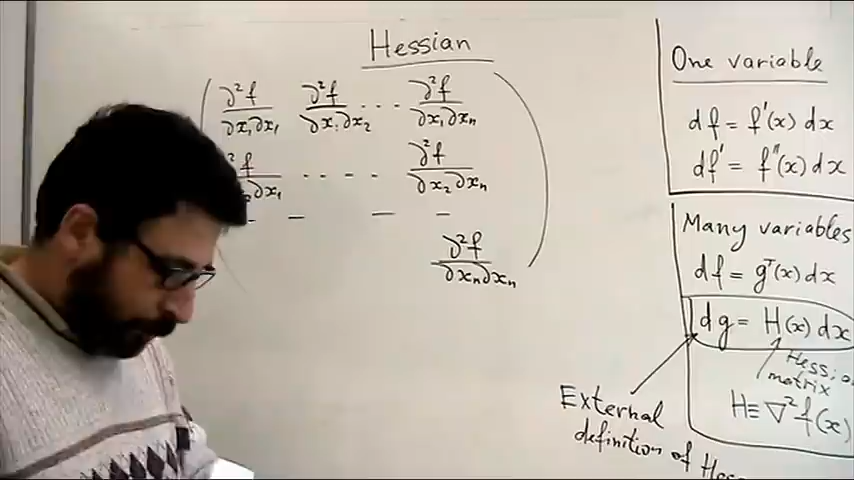 Hessian
∂²f/∂x₁∂x₁ ∂²f/∂x₁∂x₂ ... ∂²f/∂x₁∂xₙ
∂x₁ .... ∂²f/∂x₂∂xₙ
— — — —
∂²f/∂xₙ∂xₙ
One variable
df = f'(x) dx
df' = f''(x) dx
Many variables
df = gᵀ(x) dx
dg = H(x) dx
matrix
H ≡ ∇²f(x)
External
definition of